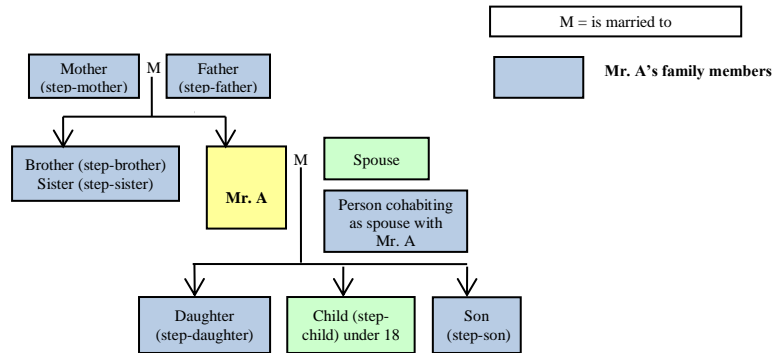 M = is married to
Mother
(step-mother)
M
Father
(step-father)
Mr. A's family members
Brother (step-brother)
Sister (step-sister)
Mr. A
M
Spouse
Person cohabiting
as spouse with
Mr. A
Daughter
(step-daughter)
Child (step-
child) under 18
Son
(step-son)